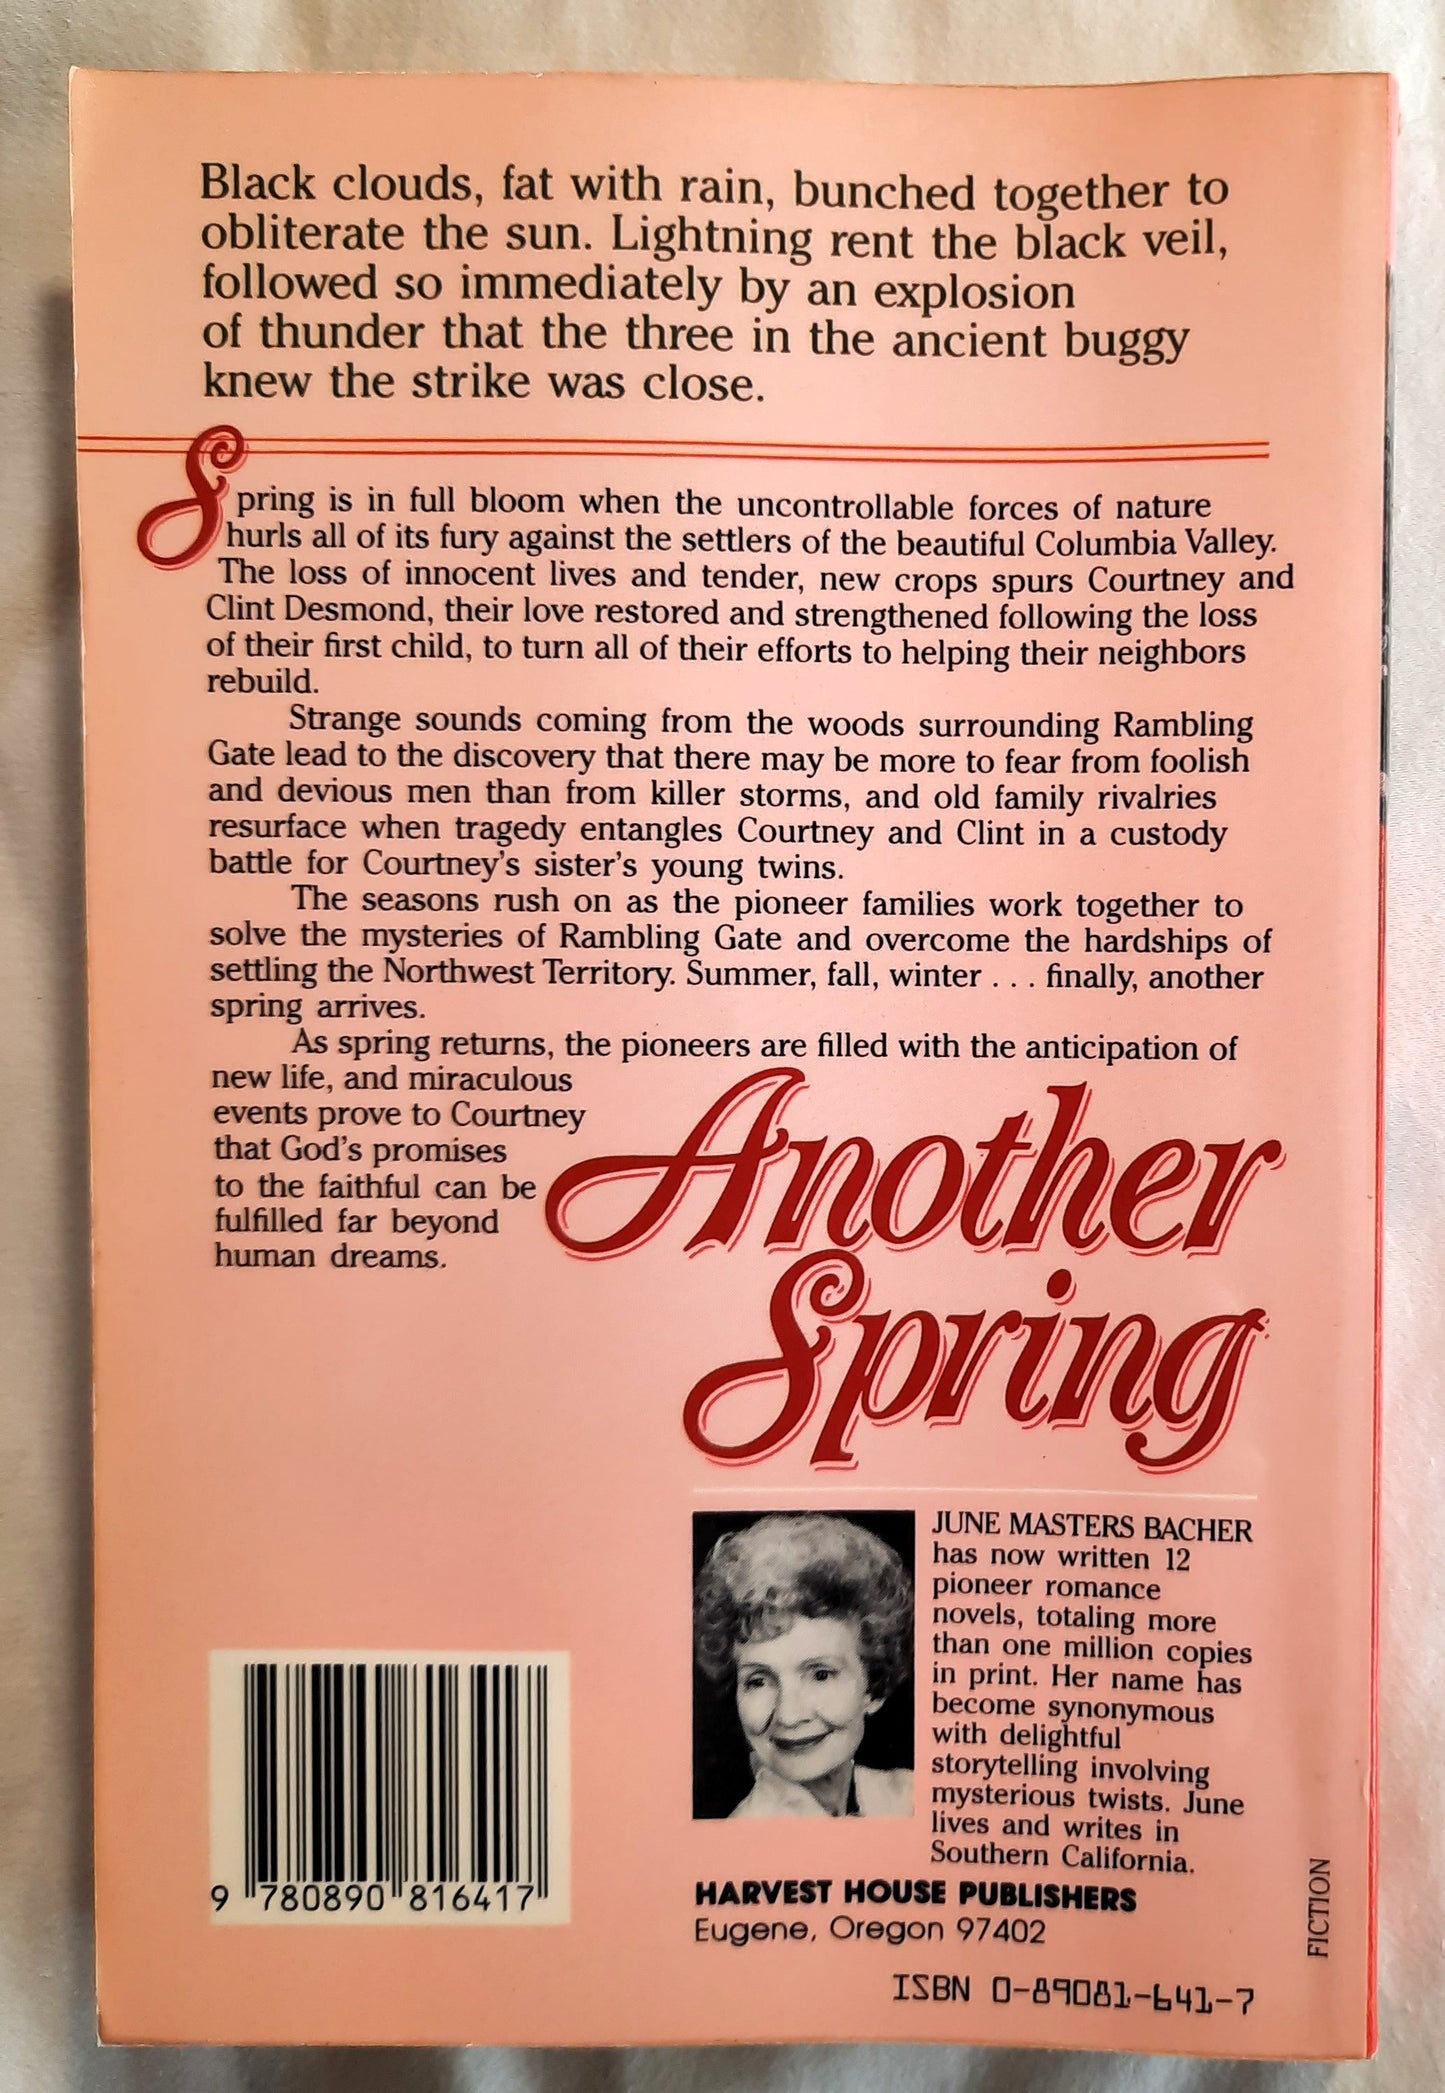 Black clouds, fat with rain, bunched together to
obliterate the sun. Lightning rent the black veil,
followed so immediately by an explosion
of thunder that the three in the ancient buggy
knew the strike was close.
Spring is in full bloom when the uncontrollable forces of nature
hurls all of its fury against the settlers of the beautiful Columbia Valley.
The loss of innocent lives and tender, new crops spurs Courtney and
Clint Desmond, their love restored and strengthened following the loss
of their first child, to turn all of their efforts to helping their neighbors
rebuild.
Strange sounds coming from the woods surrounding Rambling
Gate lead to the discovery that there may be more to fear from foolish
and devious men than from killer storms, and old family rivalries
resurface when tragedy entangles Courtney and Clint in a custody
battle for Courtney's sister's young twins.
The seasons rush on as the pioneer families work together to
solve the mysteries of Rambling Gate and overcome the hardships of
settling the Northwest Territory. Summer, fall, winter . . . finally, another
spring arrives.
As spring returns, the pioneers are filled with the anticipation of
new life, and miraculous
events prove to Courtney
that God's promises
to the faithful can be
fulfilled far beyond
human dreams.
Another
Spring
JUNE MASTERS BACHER
has now written 12
pioneer romance
novels, totaling more
than one million copies
in print. Her name has
become synonymous
with delightful
storytelling involving
mysterious twists. June
lives and writes in
Southern California.
HARVEST HOUSE PUBLISHERS
Eugene, Oregon 97402
ISBN 0-89081-641-7
9 780890 816417
FICTION